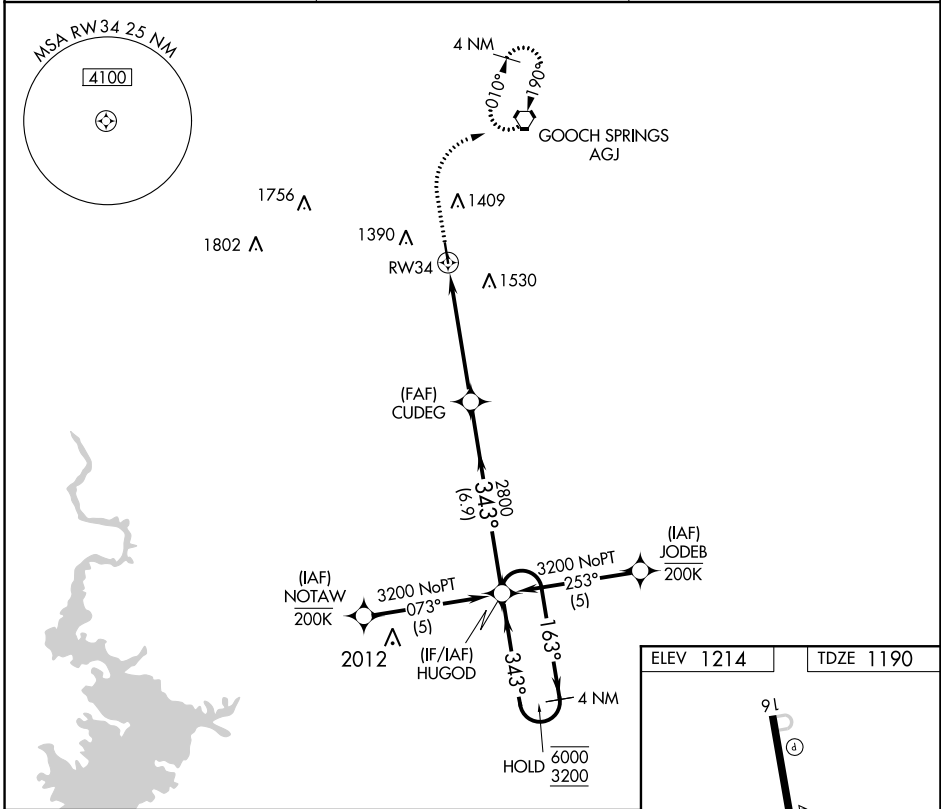 MSA RW34 25 NM
4100
4 NM
010°
190°
GOOCH SPRINGS
AGJ
1756
1409
1802
1390
RW34
1530
(FAF)
CUDEG
2800
343°
(6.9)
(IAF)
JODEB
200K
3200 NoPT
253°
(5)
(IAF)
NOTAW
200K
3200 NoPT
073°
(5)
2012
(IF/IAF)
HUGOD
163°
343°
4 NM
HOLD
6000
3200
ELEV 1214
TDZE 1190
16
P